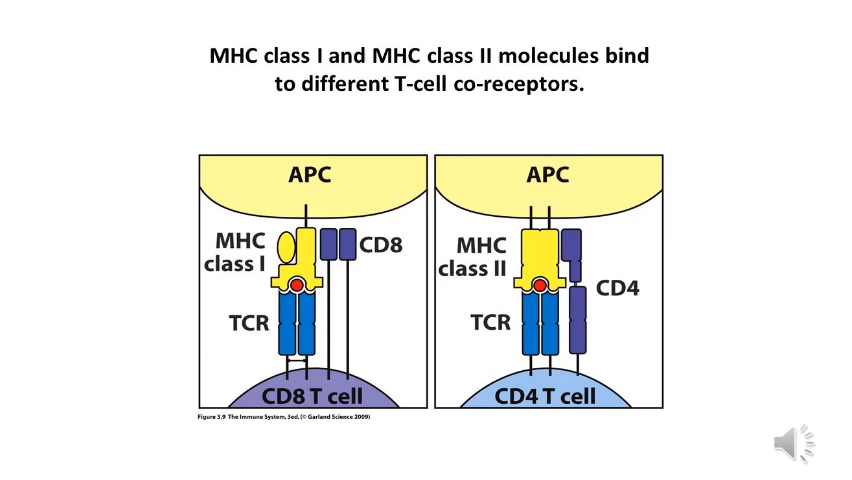 MHC class I and MHC class II molecules bind
to different T-cell co-receptors.
APC
MHC
class I
CD8
TCR
CD8 T cell
APC
MHC
class II
CD4
TCR
CD4 T cell
Figure 3.9 The Immune System, 3ed. (© Garland Science 2009)